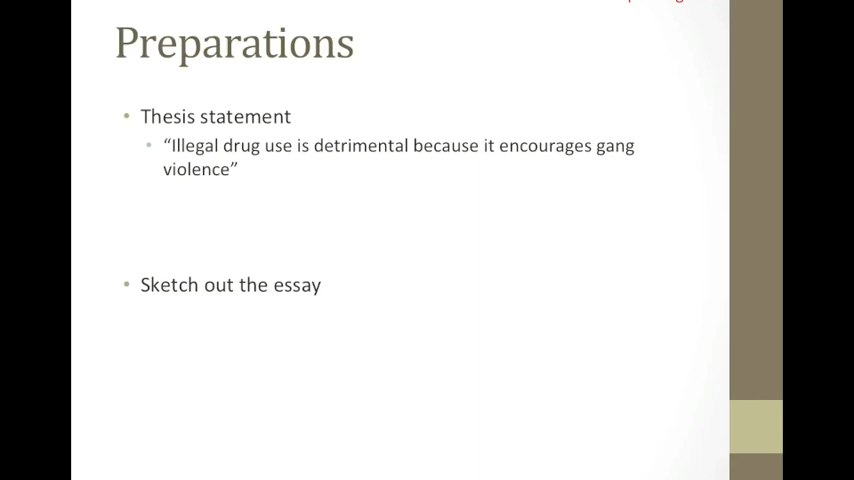 Preparations
• Thesis statement
• “Illegal drug use is detrimental because it encourages gang
violence”
• Sketch out the essay